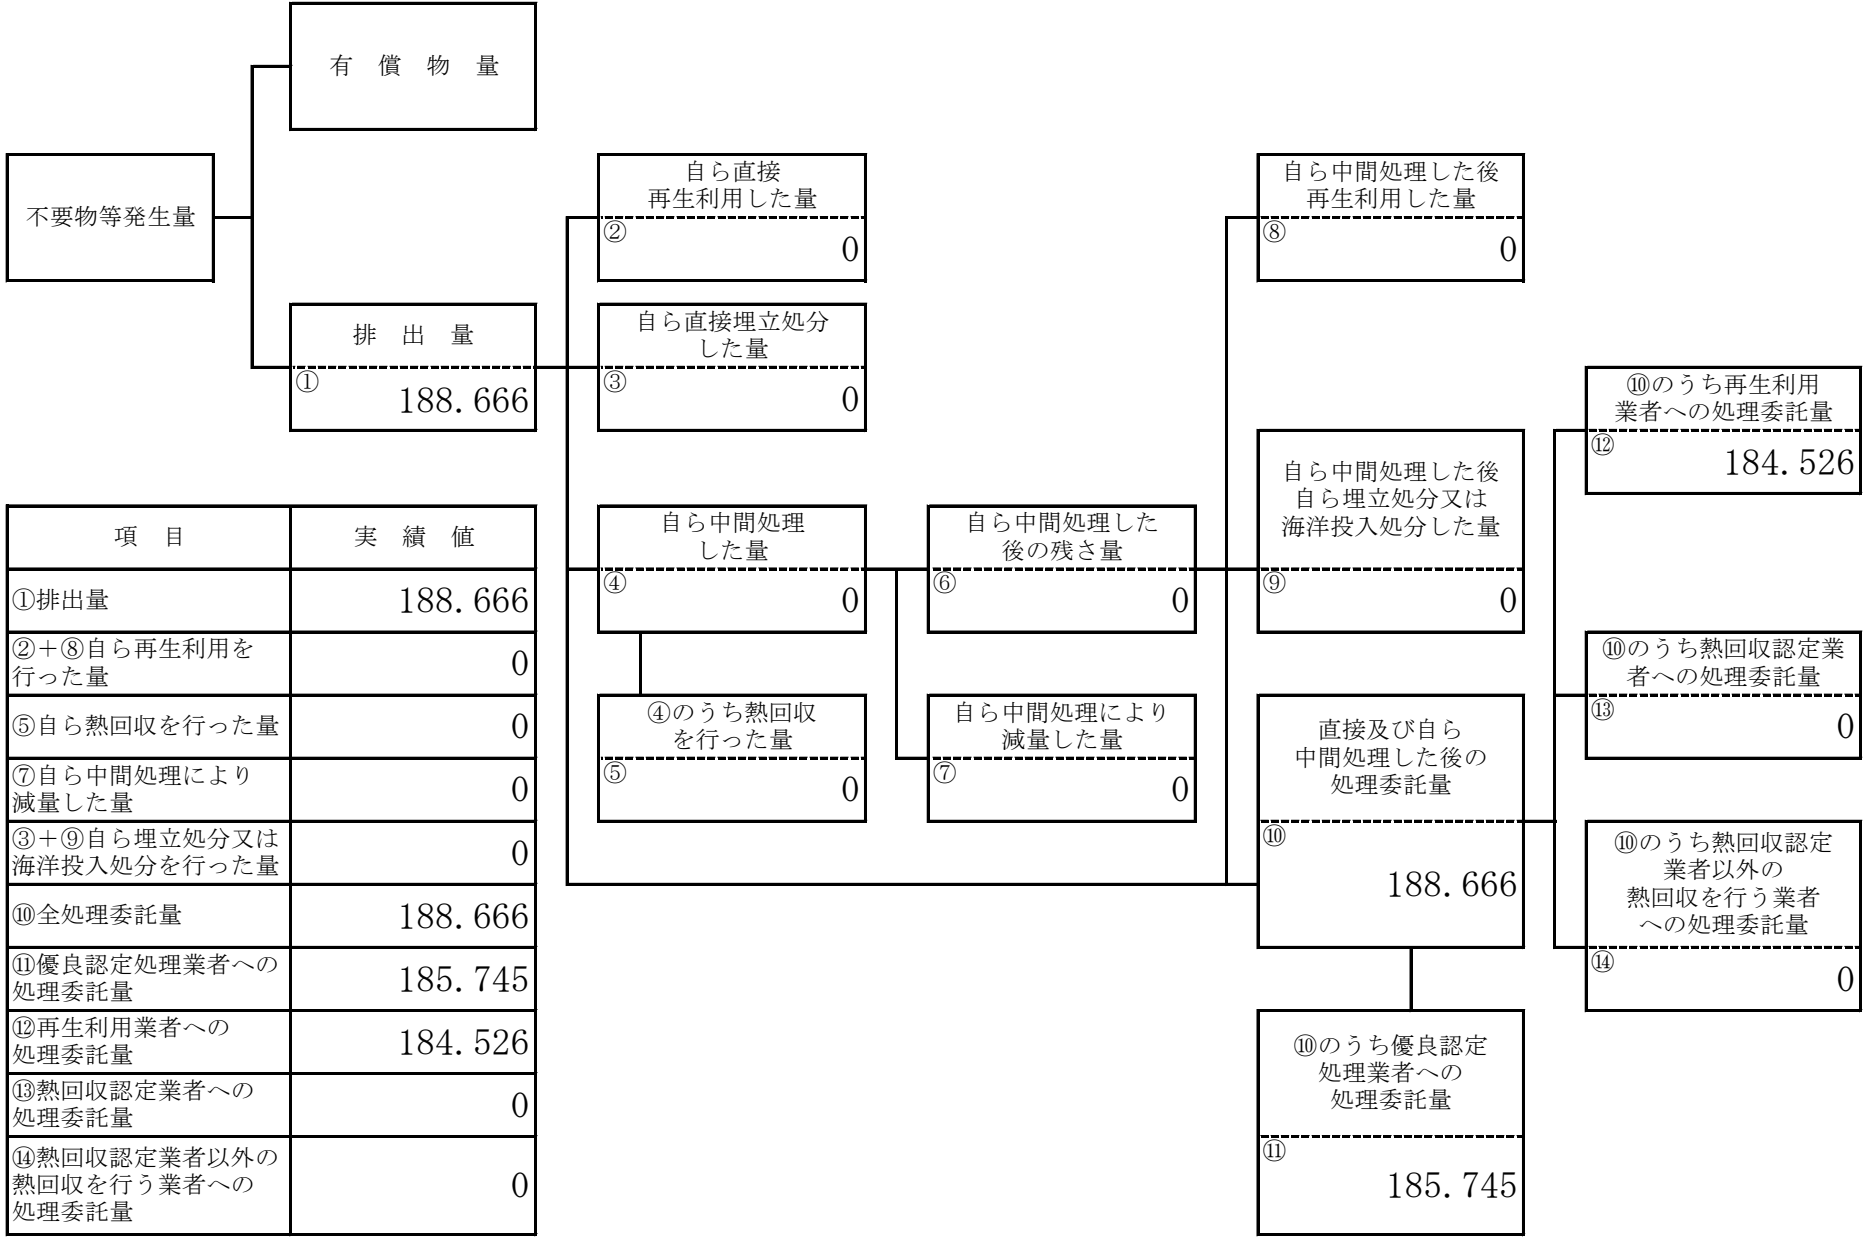 有 償 物 量
不要物等発生量
排 出 量
①
188.666
自ら直接
再生利用した量
②
0
自ら直接埋立処分
した量
③
0
自ら中間処理
した量
④
0
④のうち熱回収
を行った量
⑤
0
自ら中間処理した
後の残さ量
⑥
0
自ら中間処理により
減量した量
⑦
0
自ら中間処理した後
再生利用した量
⑧
0
自ら中間処理した後
自ら埋立処分又は
海洋投入処分した量
⑨
0
直接及び自ら
中間処理した後の
処理委託量
⑩
188.666
⑩のうち優良認定
処理業者への
処理委託量
⑪
185.745
⑩のうち再生利用
業者への処理委託量
⑫
184.526
⑩のうち熱回収認定業
者への処理委託量
⑬
0
⑩のうち熱回収認定
業者以外の
熱回収を行う業者
への処理委託量
⑭
0
項 目 実 績 値
①排出量 188.666
②＋⑧自ら再生利用を
行った量 0
⑤自ら熱回収を行った量 0
⑦自ら中間処理により
減量した量 0
③＋⑨自ら埋立処分又は
海洋投入処分を行った量 0
⑩全処理委託量 188.666
⑪優良認定処理業者への
処理委託量 185.745
⑫再生利用業者への
処理委託量 184.526
⑬熱回収認定業者への
処理委託量 0
⑭熱回収認定業者以外の
熱回収を行う業者への
処理委託量 0